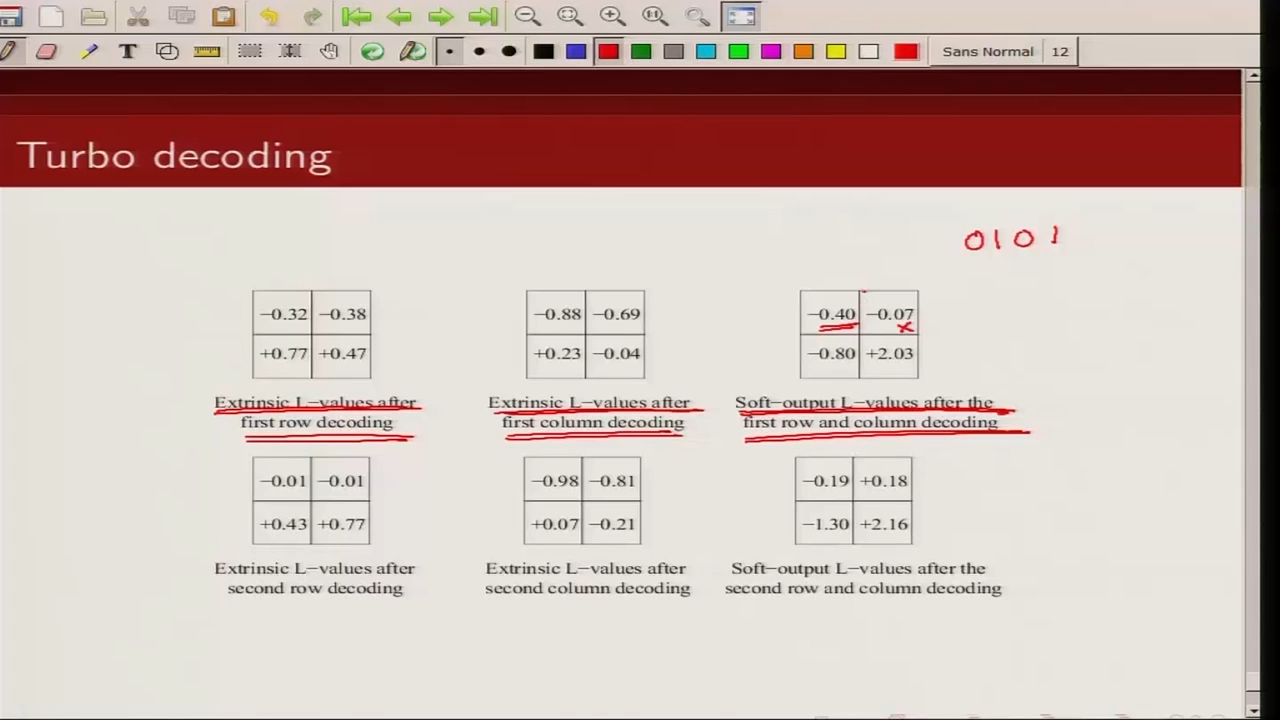 Sans Normal 12
Turbo decoding
0101
−0.32 −0.38
+0.77 +0.47
Extrinsic L−values after
first row decoding
−0.88 −0.69
+0.23 −0.04
Extrinsic L−values after
first column decoding
−0.40 −0.07
x
−0.80 +2.03
Soft−output L−values after the
first row and column decoding
−0.01 −0.01
+0.43 +0.77
Extrinsic L−values after
second row decoding
−0.98 −0.81
+0.07 −0.21
Extrinsic L−values after
second column decoding
−0.19 +0.18
−1.30 +2.16
Soft−output L−values after the
second row and column decoding